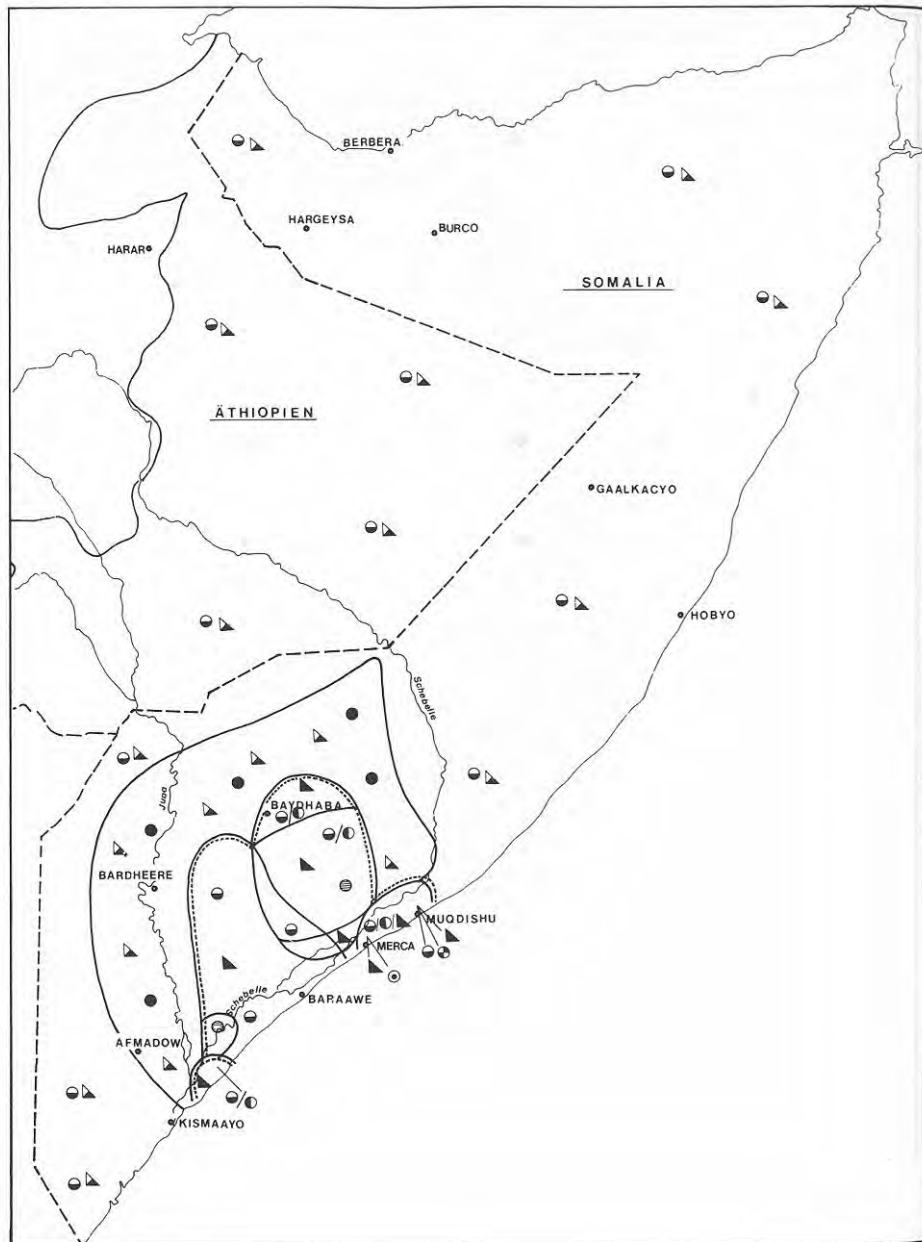 BERBERA
HARGEYSA
BURCO
HARAR
SOMALIA
ÄTHIOPIEN
GAALKACYO
HOBYO
Schebelle
Juba
BAYDHABA
BARDHEERE
MUQDISHU
MERCA
Schebelle
BARAAWE
AFMADOW
KISMAAYO